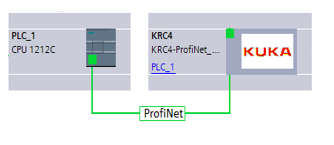 PLC_1
CPU 1212C
KRC4
KRC4-ProfiNet_...
PLC_1
KUKA
ProfiNet